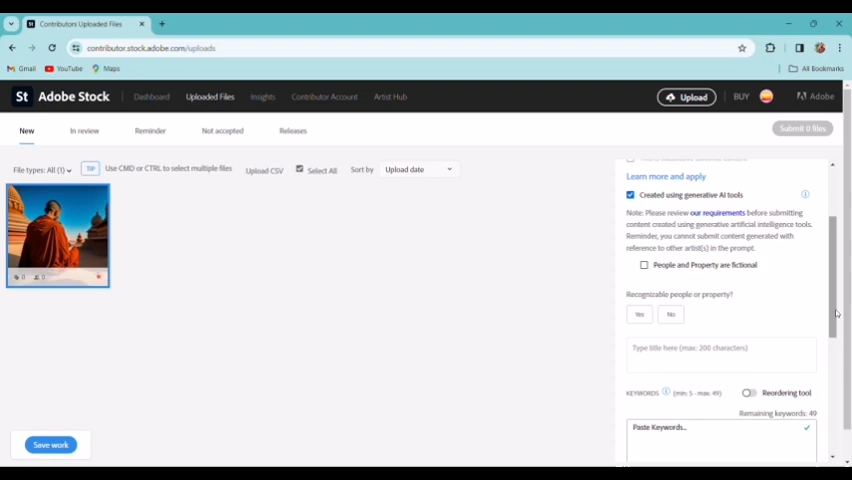 St Contributors Uploaded Files
contributor.stock.adobe.com/uploads
Gmail YouTube Maps All Bookmarks
St Adobe Stock Dashboard Uploaded Files Insights Contributor Account Artist Hub Upload BUY Adobe
New In review Reminder Not accepted Releases Submit 0 files
File types: All (1) TIP Use CMD or CTRL to select multiple files Upload CSV Select All Sort by Upload date
Learn more and apply
Created using generative AI tools
Note: Please review our requirements before submitting
content created using generative artificial intelligence tools.
Reminder, you cannot submit content generated with
reference to other artist(s) in the prompt.
People and Property are fictional
Recognizable people or property?
Yes No
Type title here (max: 200 characters)
KEYWORDS (min: 5 - max: 49) Reordering tool
Remaining keywords: 49
Paste Keywords...
0 0
Save work